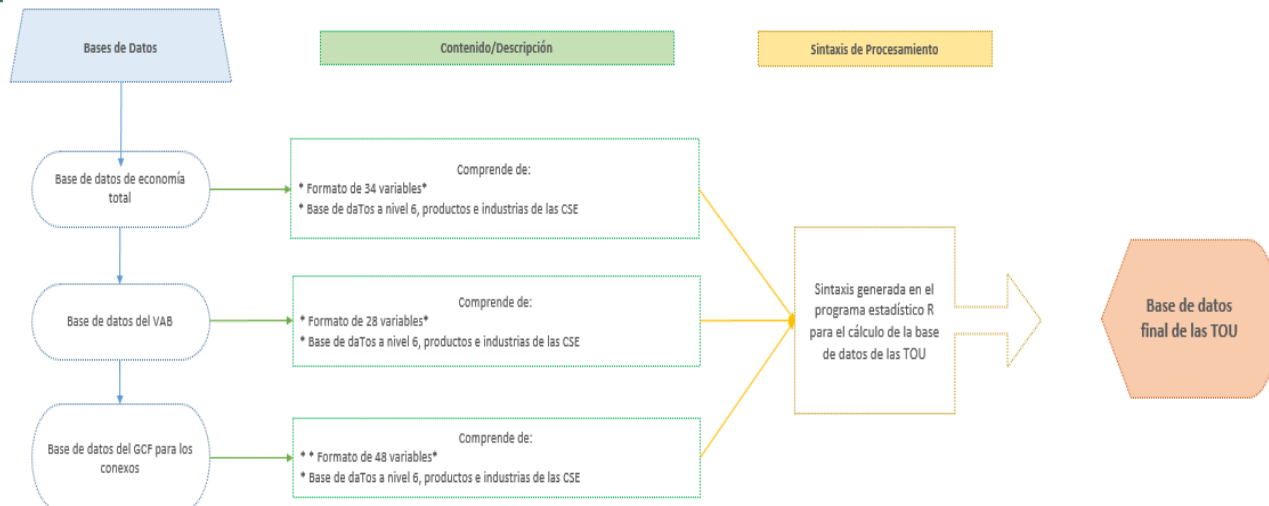 Bases de Datos
Contenido/Descripción
Sintaxis de Procesamiento
Base de datos de economía
total
Comprende de:
* Formato de 34 variables*
* Base de daTos a nivel 6, productos e industrias de las CSE
Base de datos del VAB
Comprende de:
* Formato de 28 variables*
* Base de daTos a nivel 6, productos e industrias de las CSE
Base de datos del GCF para los
conexos
Comprende de:
* * Formato de 48 variables*
* Base de daTos a nivel 6, productos e industrias de las CSE
Sintaxis generada en el
programa estadístico R
para el cálculo de la base
de datos de las TOU
Base de datos
final de las TOU